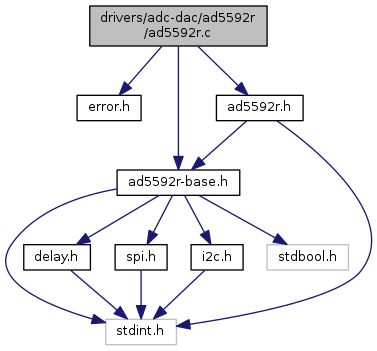 drivers/adc-dac/ad5592r
/ad5592r.c
error.h
ad5592r.h
ad5592r-base.h
delay.h
spi.h
i2c.h
stdbool.h
stdint.h